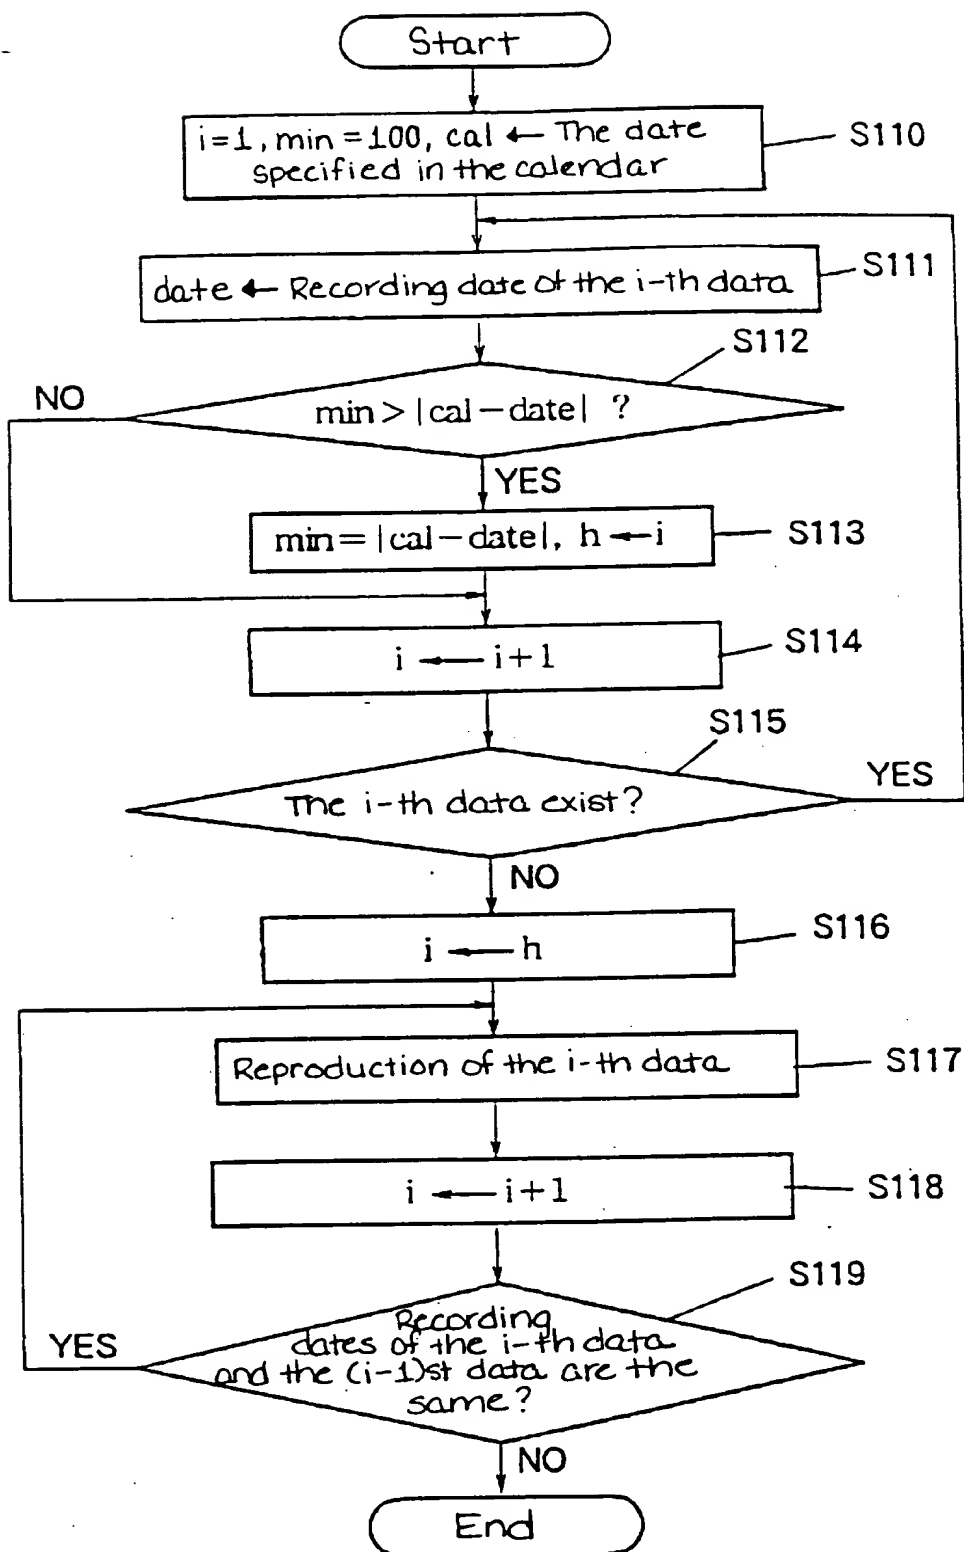 Start
i=1, min=100, cal ← The date
specified in the calendar
S110
date ← Recording date of the i-th data
S111
S112
NO
min > |cal-date| ?
YES
min = |cal-date|, h ← i
S113
i ← i+1
S114
S115
The i-th data exist?
YES
NO
i ← h
S116
Reproduction of the i-th data
S117
i ← i+1
S118
S119
Recording
dates of the i-th data
and the (i-1)st data are the
same?
YES
NO
End